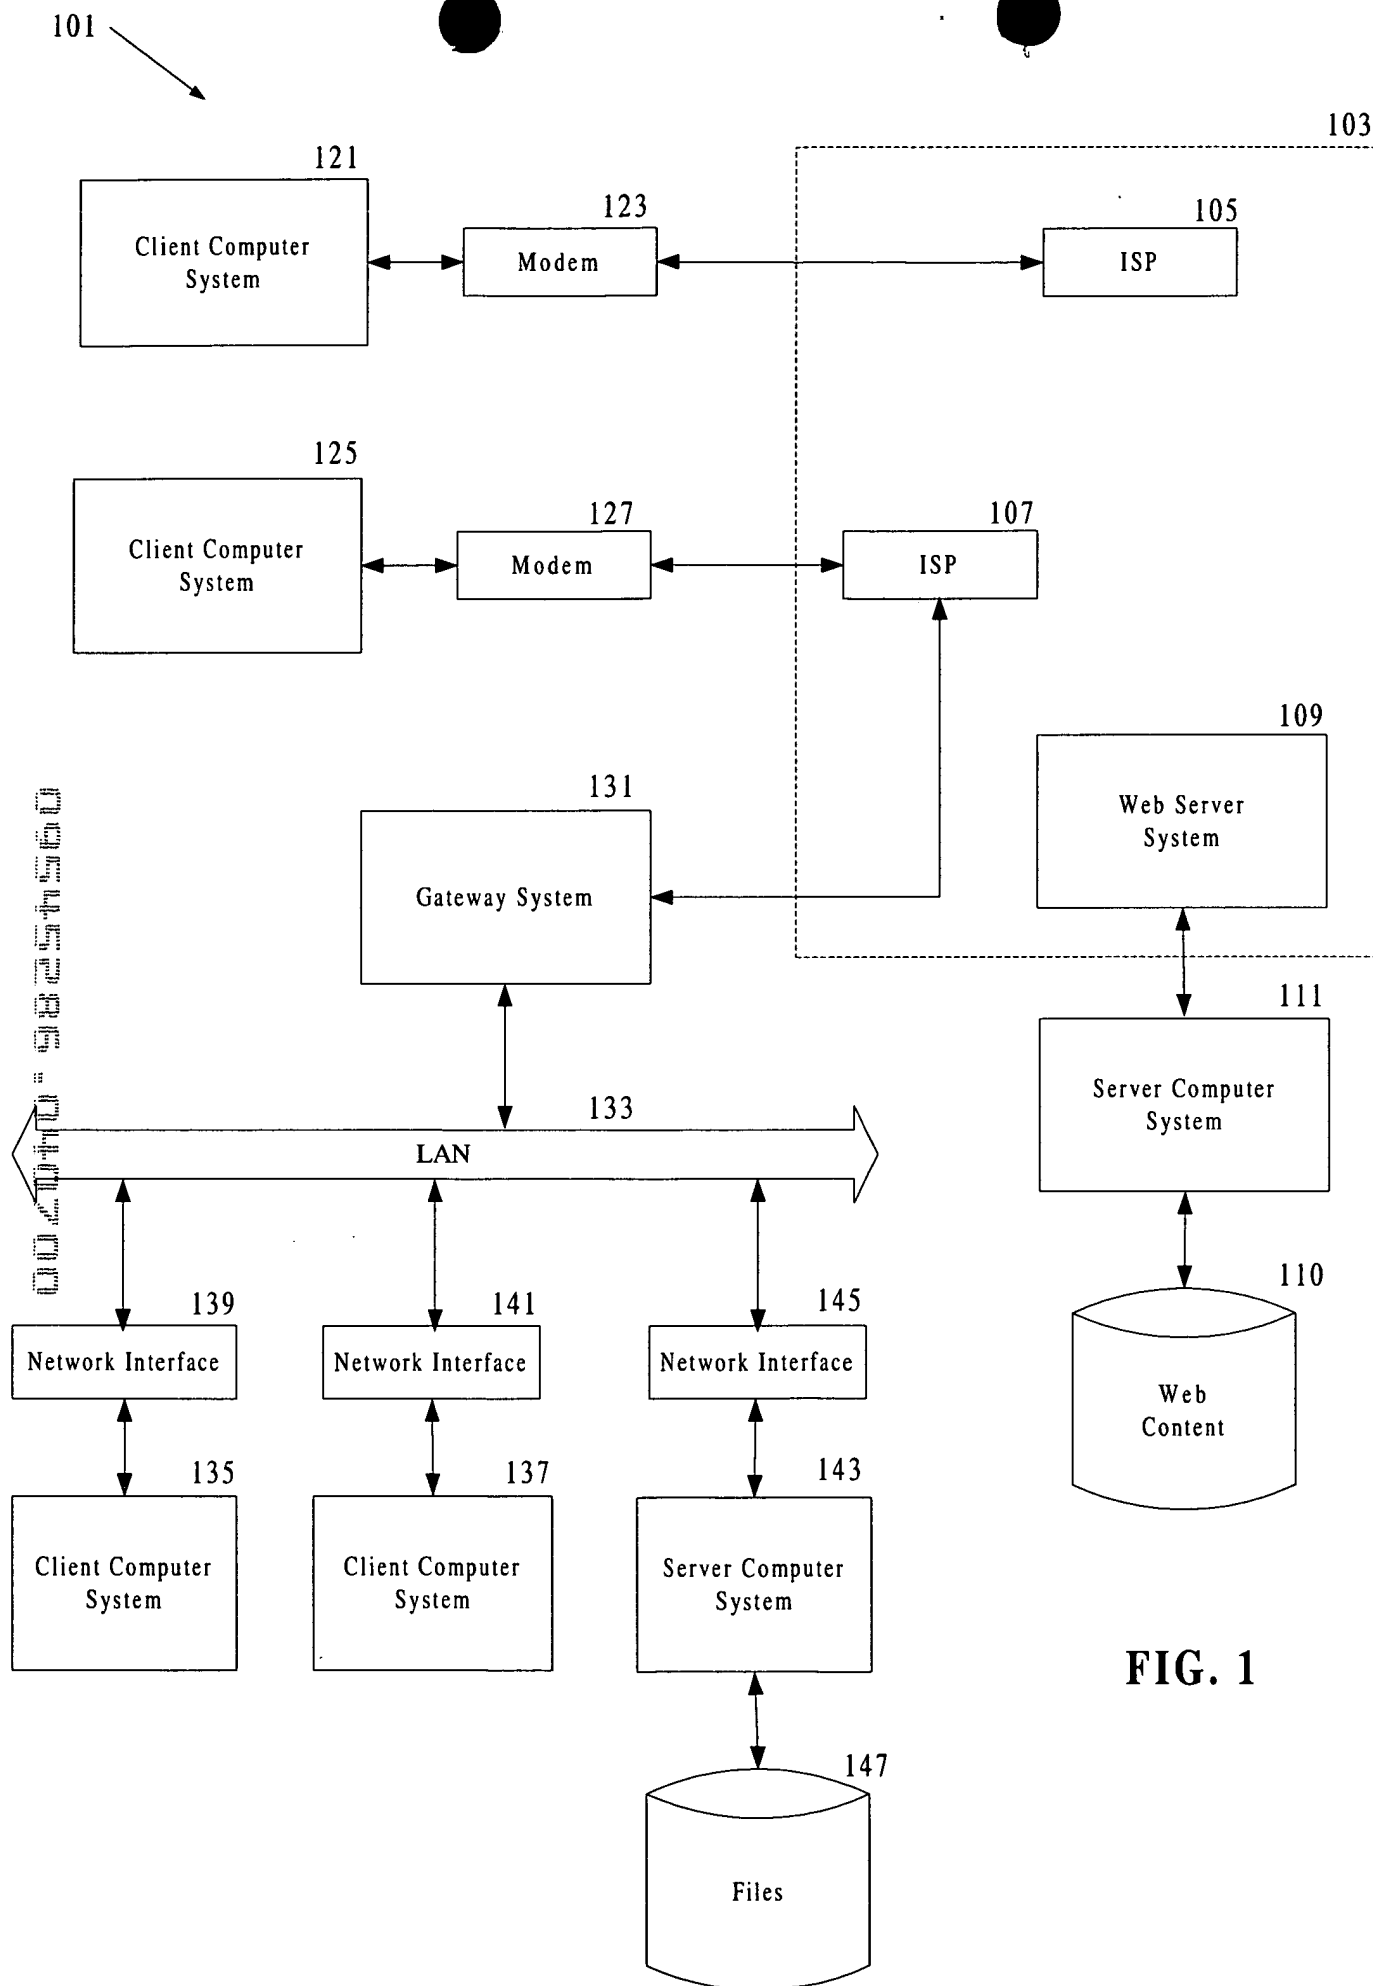 101
103
121
Client Computer
System
123
Modem
105
ISP
125
Client Computer
System
127
Modem
107
ISP
109
Web Server
System
131
Gateway System
111
Server Computer
System
133
LAN
110
Web
Content
139
Network Interface
141
Network Interface
145
Network Interface
135
Client Computer
System
137
Client Computer
System
143
Server Computer
System
147
Files
FIG. 1
09545286.040700